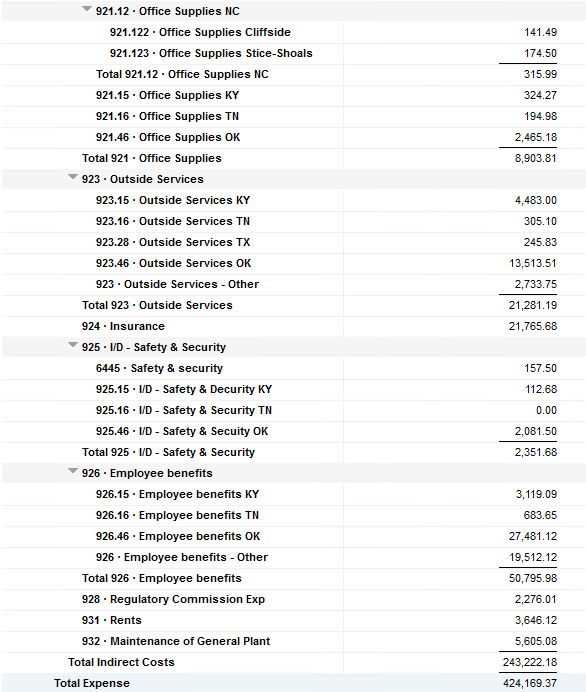 921.12 · Office Supplies NC
921.122 · Office Supplies Cliffside 141.49
921.123 · Office Supplies Stice-Shoals 174.50
Total 921.12 · Office Supplies NC 315.99
921.15 · Office Supplies KY 324.27
921.16 · Office Supplies TN 194.98
921.46 · Office Supplies OK 2,465.18
Total 921 · Office Supplies 8,903.81
923 · Outside Services
923.15 · Outside Services KY 4,483.00
923.16 · Outside Services TN 305.10
923.28 · Outside Services TX 245.83
923.46 · Outside Services OK 13,513.51
923 · Outside Services - Other 2,733.75
Total 923 · Outside Services 21,281.19
924 · Insurance 21,765.68
925 · I/D - Safety & Security
6445 · Safety & security 157.50
925.15 · I/D - Safety & Decurity KY 112.68
925.16 · I/D - Safety & Security TN 0.00
925.46 · I/D - Safety & Secuity OK 2,081.50
Total 925 · I/D - Safety & Security 2,351.68
926 · Employee benefits
926.15 · Employee benefits KY 3,119.09
926.16 · Employee benefits TN 683.65
926.46 · Employee benefits OK 27,481.12
926 · Employee benefits - Other 19,512.12
Total 926 · Employee benefits 50,795.98
928 · Regulatory Commission Exp 2,276.01
931 · Rents 3,646.12
932 · Maintenance of General Plant 5,605.08
Total Indirect Costs 243,222.18
Total Expense 424,169.37